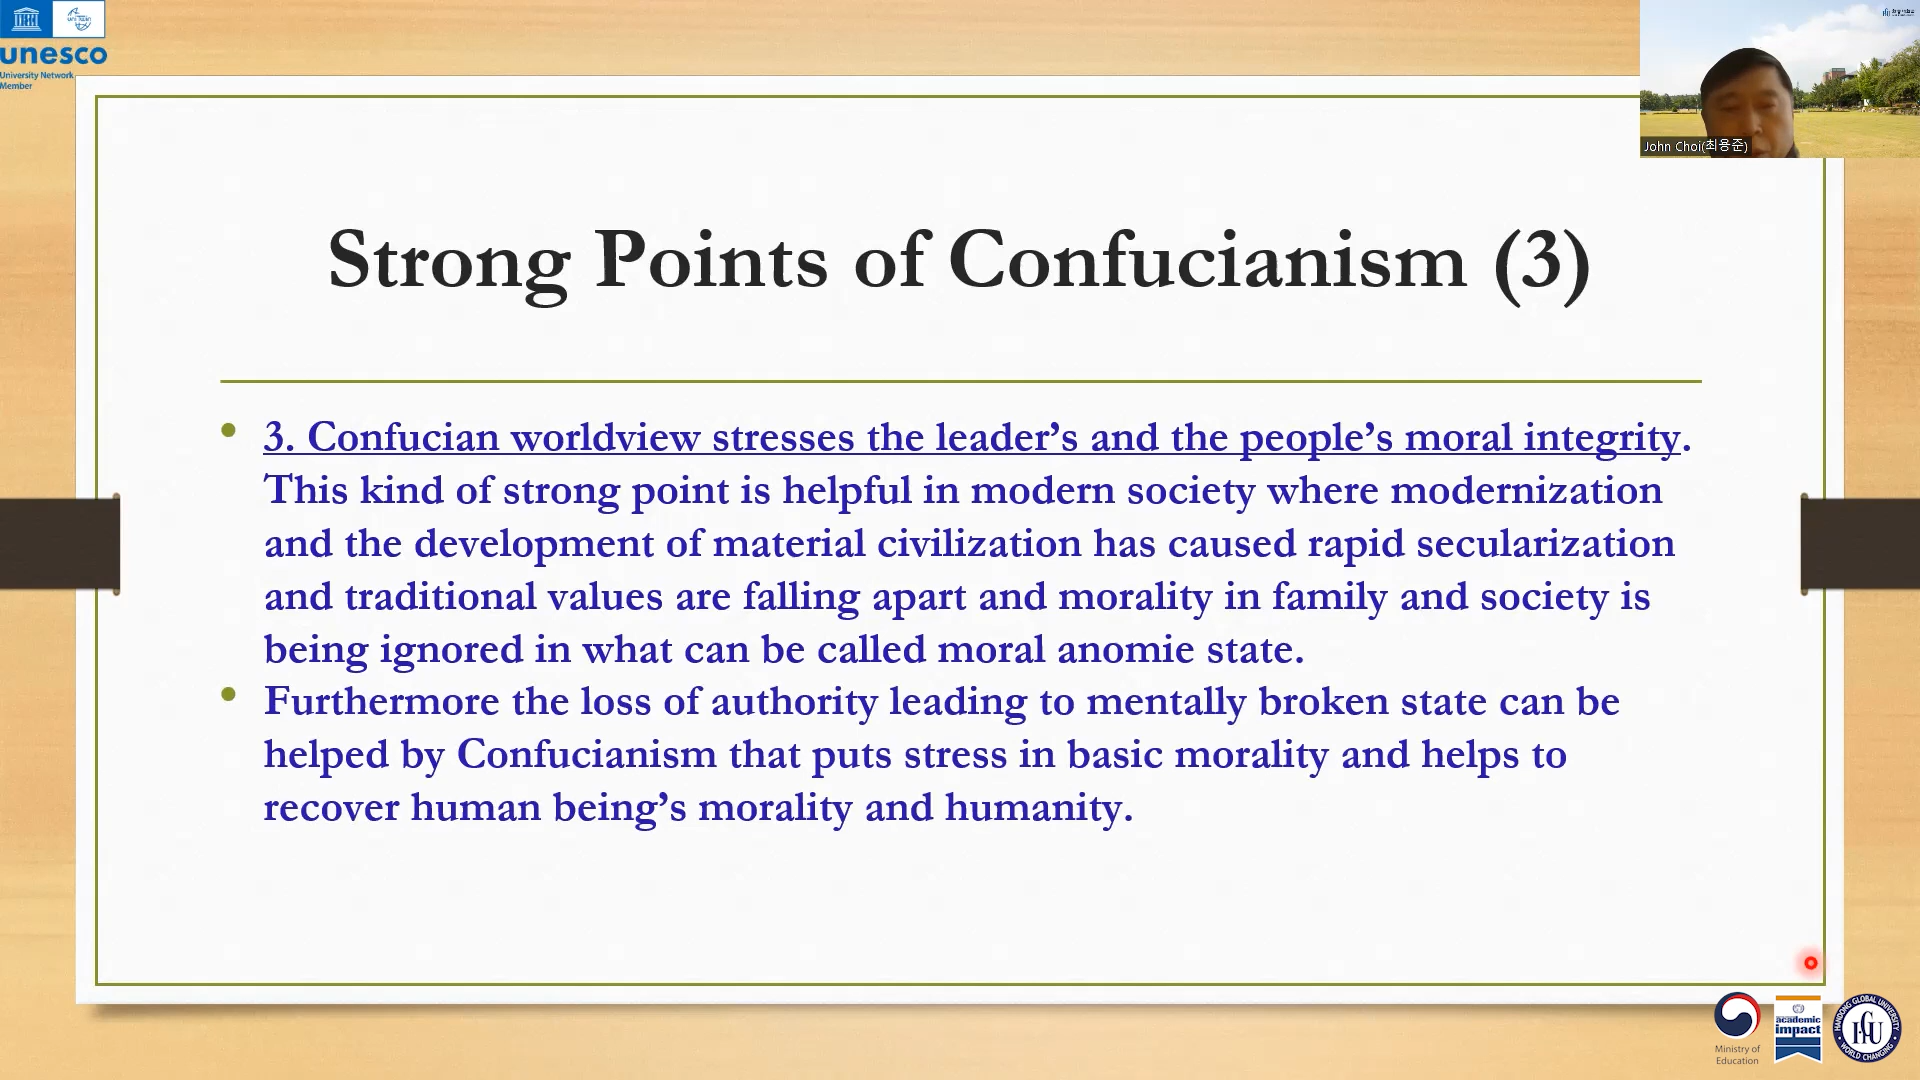 unesco
University Network
Member
John Choi(최용준)
Strong Points of Confucianism (3)
• 3. Confucian worldview stresses the leader’s and the people’s moral integrity.
This kind of strong point is helpful in modern society where modernization
and the development of material civilization has caused rapid secularization
and traditional values are falling apart and morality in family and society is
being ignored in what can be called moral anomie state.
• Furthermore the loss of authority leading to mentally broken state can be
helped by Confucianism that puts stress in basic morality and helps to
recover human being’s morality and humanity.
Ministry of
Education
academic
impact
HANDONG GLOBAL UNIVERSITY
WORLD CHANGING